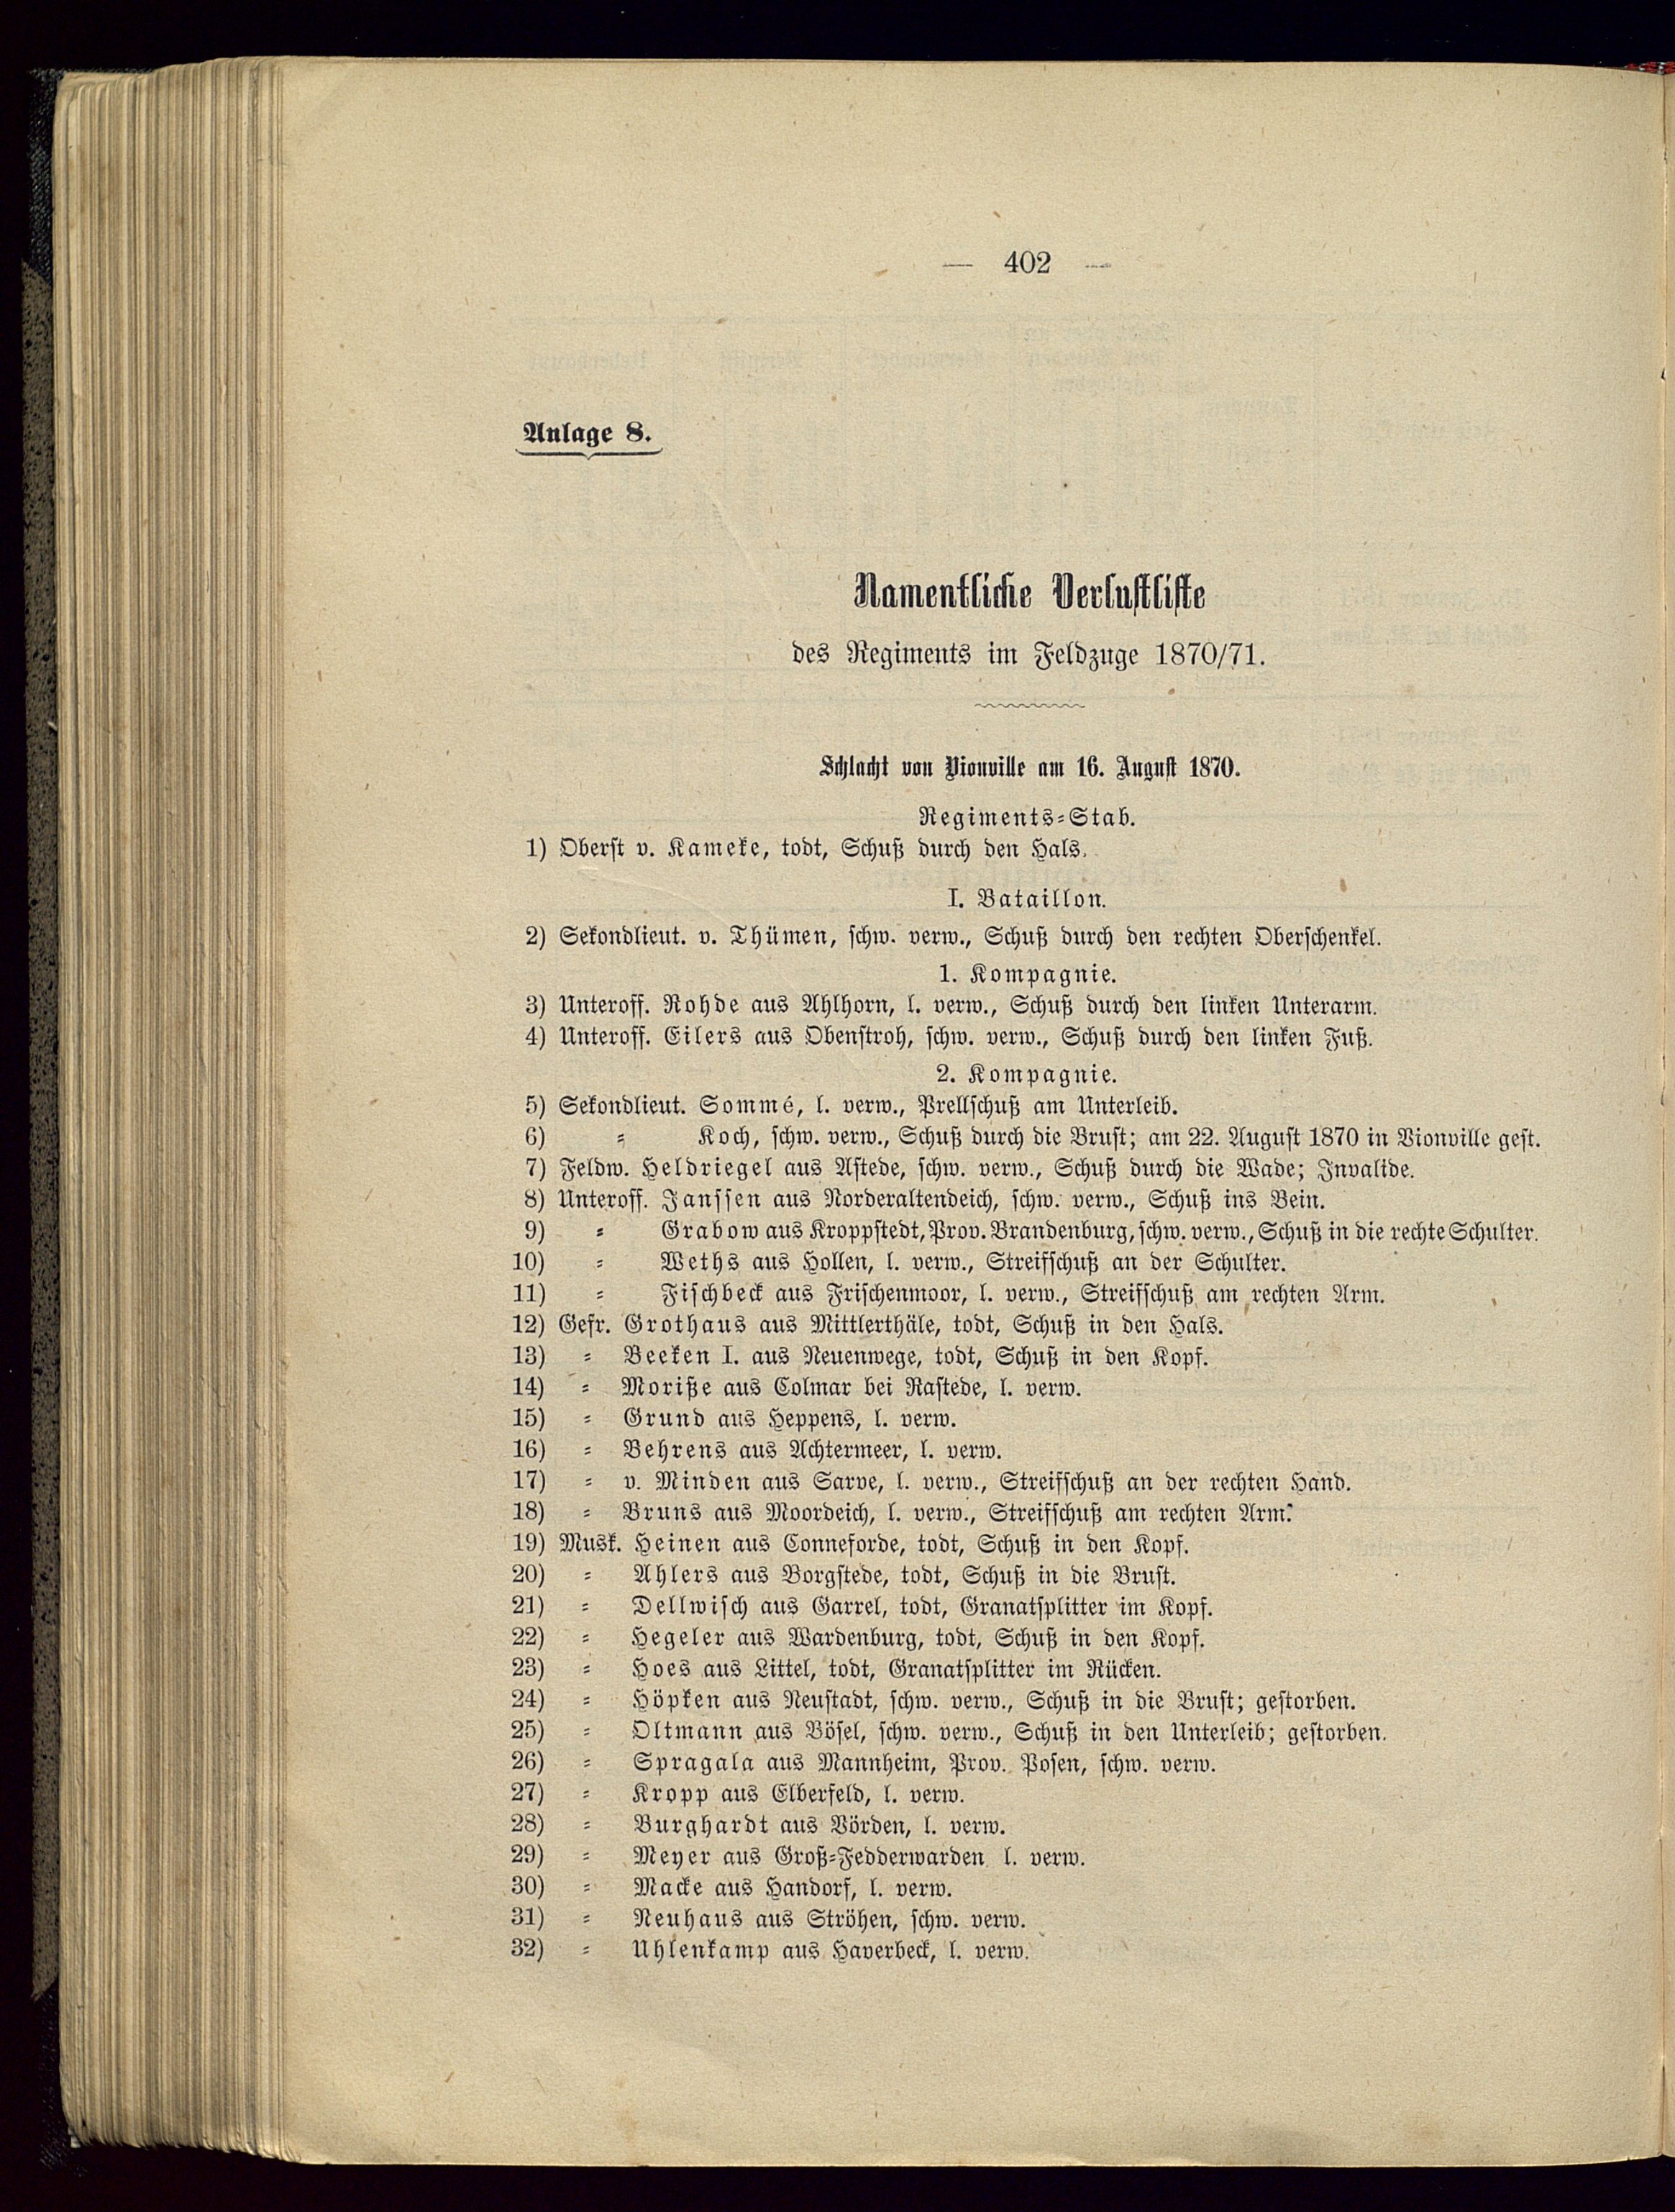 — 402 —
Anlage 8.
Namentliche Verlustliste
des Regiments im Feldzuge 1870/71.
Schlacht von Vionville am 16. August 1870.
Regiments=Stab.
1) Oberst v. Kameke, todt, Schuß durch den Hals.
I. Bataillon.
2) Sekondlieut. v. Thümen, schw. verw., Schuß durch den rechten Oberschenkel.
1. Kompagnie.
3) Unteroff. Rohde aus Ahlhorn, l. verw., Schuß durch den linken Unterarm.
4) Unteroff. Eilers aus Obenstroh, schw. verw., Schuß durch den linken Fuß.
2. Kompagnie.
5) Sekondlieut. Sommé, l. verw., Prellschuß am Unterleib.
6) = Koch, schw. verw., Schuß durch die Brust; am 22. August 1870 in Vionville gest.
7) Feldw. Heldriegel aus Astede, schw. verw., Schuß durch die Wade; Invalide.
8) Unteroff. Janssen aus Norderaltendeich, schw. verw., Schuß ins Bein.
9) = Grabow aus Kroppstedt, Prov. Brandenburg, schw. verw., Schuß in die rechte Schulter.
10) = Weths aus Hollen, l. verw., Streifschuß an der Schulter.
11) = Fischbeck aus Frischenmoor, l. verw., Streifschuß am rechten Arm.
12) Gefr. Grothaus aus Mittlerthäle, todt, Schuß in den Hals.
13) = Beeken I. aus Neuenwege, todt, Schuß in den Kopf.
14) = Moriße aus Colmar bei Rastede, l. verw.
15) = Grund aus Heppens, l. verw.
16) = Behrens aus Achtermeer, l. verw.
17) = v. Minden aus Sarve, l. verw., Streifschuß an der rechten Hand.
18) = Bruns aus Moordeich, l. verw., Streifschuß am rechten Arm.
19) Musk. Heinen aus Conneforde, todt, Schuß in den Kopf.
20) = Ahlers aus Borgstede, todt, Schuß in die Brust.
21) = Dellwisch aus Garrel, todt, Granatsplitter im Kopf.
22) = Hegeler aus Wardenburg, todt, Schuß in den Kopf.
23) = Hoes aus Littel, todt, Granatsplitter im Rücken.
24) = Höpken aus Neustadt, schw. verw., Schuß in die Brust; gestorben.
25) = Oltmann aus Bösel, schw. verw., Schuß in den Unterleib; gestorben.
26) = Spragala aus Mannheim, Prov. Posen, schw. verw.
27) = Kropp aus Elberfeld, l. verw.
28) = Burghardt aus Vörden, l. verw.
29) = Meyer aus Groß=Fedderwarden l. verw.
30) = Macke aus Handorf, l. verw.
31) = Neuhaus aus Ströhen, schw. verw.
32) = Uhlenkamp aus Haverbeck, l. verw.